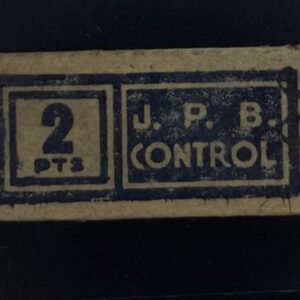 2
PTS
J. P. B.
CONTROL